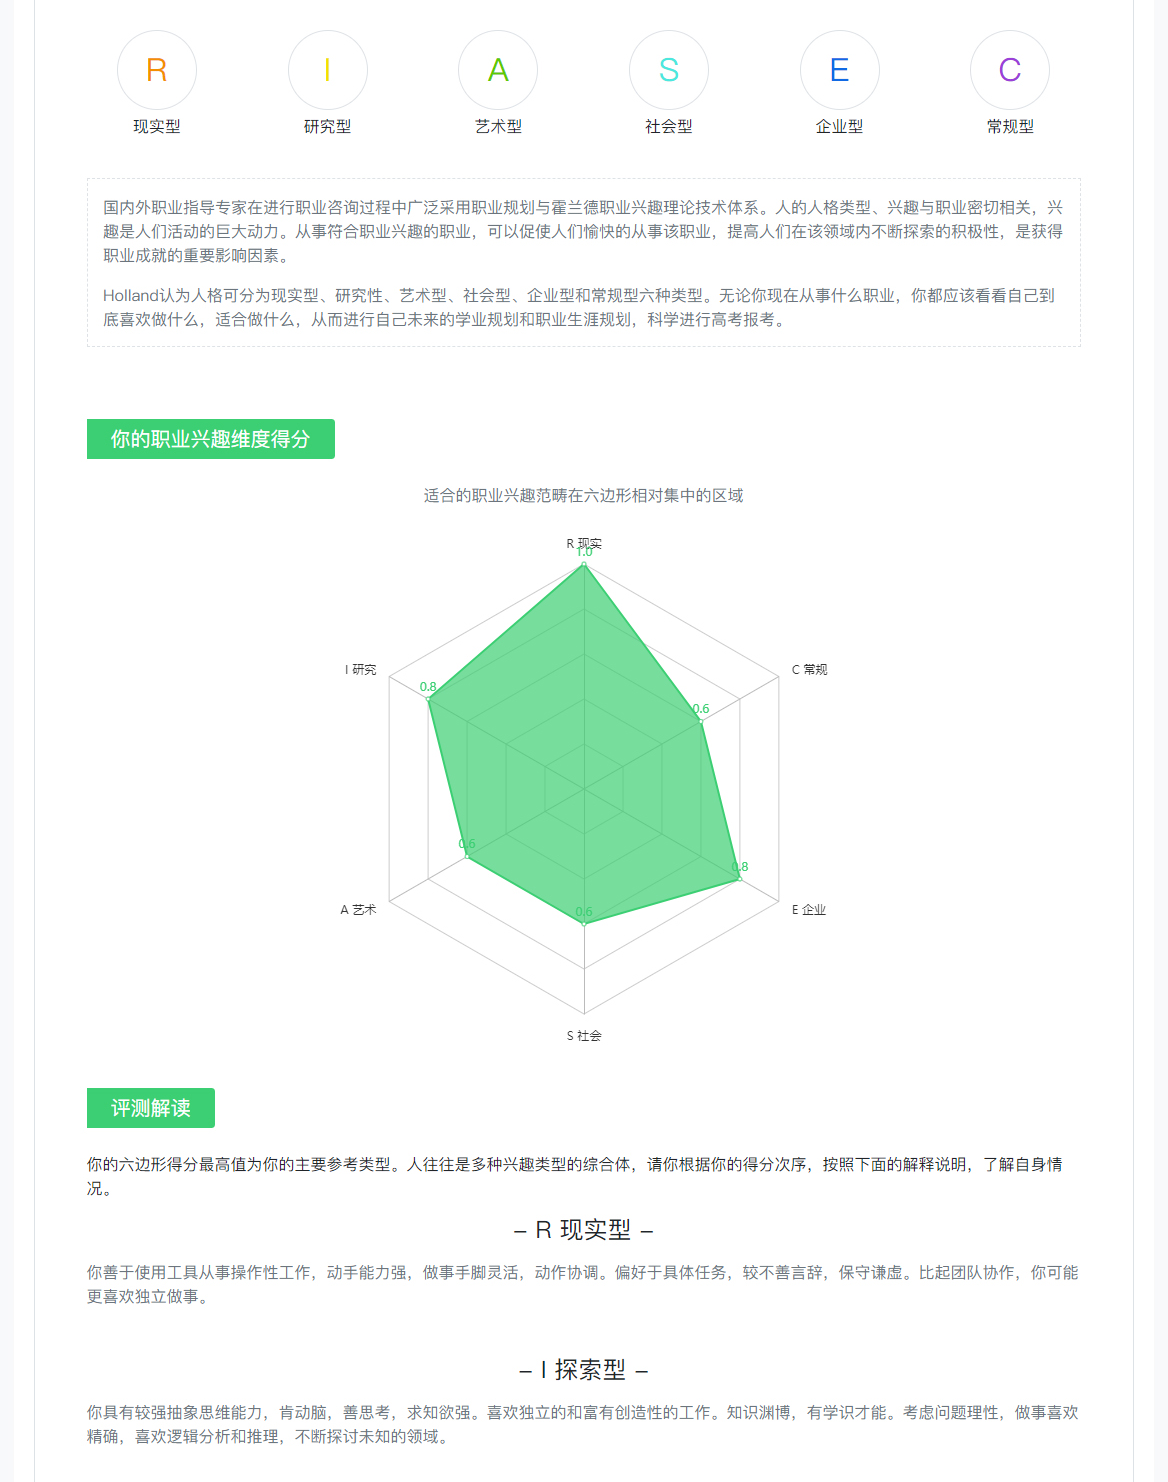 R I A S E C
现实型 研究型 艺术型 社会型 企业型 常规型
国内外职业指导专家在进行职业咨询过程中广泛采用职业规划与霍兰德职业兴趣理论技术体系。人的人格类型、兴趣与职业密切相关，兴
趣是人们活动的巨大动力。从事符合职业兴趣的职业，可以促使人们愉快的从事该职业，提高人们在该领域内不断探索的积极性，是获得
职业成就的重要影响因素。
Holland认为人格可分为现实型、研究性、艺术型、社会型、企业型和常规型六种类型。无论你现在从事什么职业，你都应该看看自己到
底喜欢做什么，适合做什么，从而进行自己未来的学业规划和职业生涯规划，科学进行高考报考。
你的职业兴趣维度得分
适合的职业兴趣范畴在六边形相对集中的区域
R 现实
1.0
I 研究
C 常规
0.8
0.6
0.6
0.8
0.6
A 艺术
E 企业
S 社会
评测解读
你的六边形得分最高值为你的主要参考类型。人往往是多种兴趣类型的综合体，请你根据你的得分次序，按照下面的解释说明，了解自身情
况。
– R 现实型 –
你善于使用工具从事操作性工作，动手能力强，做事手脚灵活，动作协调。偏好于具体任务，较不善言辞，保守谦虚。比起团队协作，你可能
更喜欢独立做事。
– I 探索型 –
你具有较强抽象思维能力，肯动脑，善思考，求知欲强。喜欢独立的和富有创造性的工作。知识渊博，有学识才能。考虑问题理性，做事喜欢
精确，喜欢逻辑分析和推理，不断探讨未知的领域。